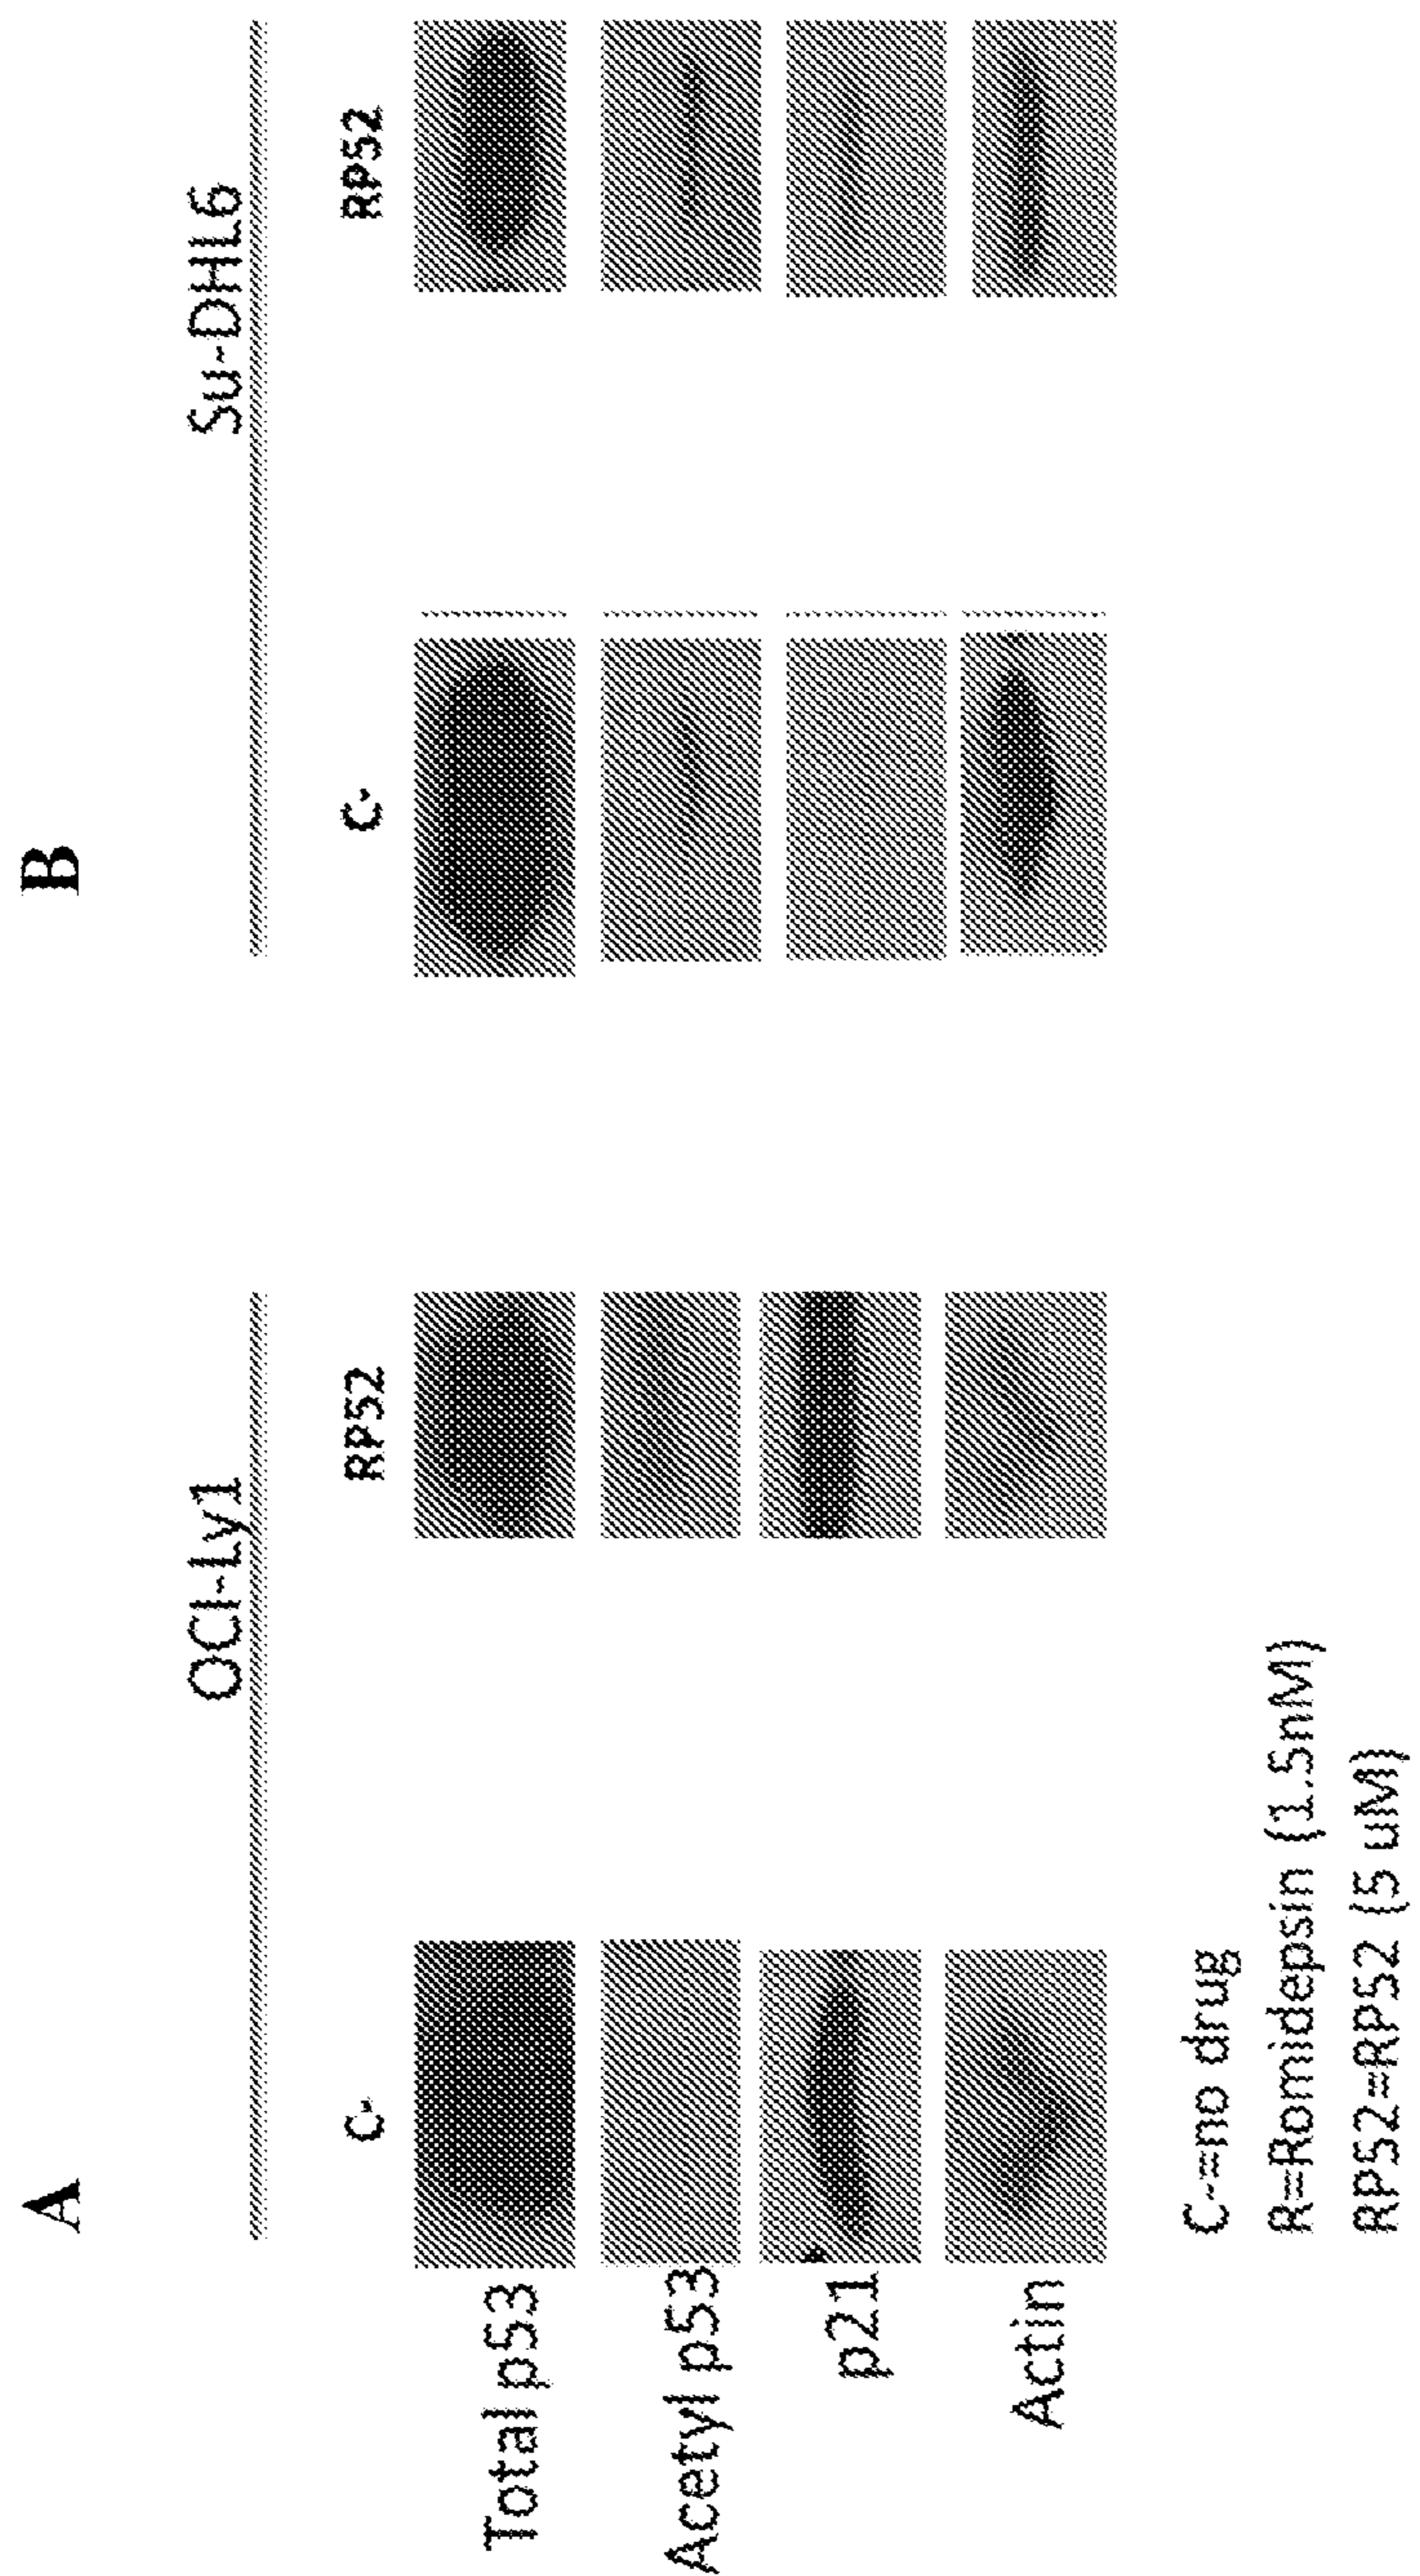 A
B
OCI-Ly1
Su-DHL6
C-
RP52
C-
RP52
Total p53
Acetyl p53
p21
Actin
C-=no drug
R=Romidepsin (1.5nM)
RP52=RP52 (5 uM)